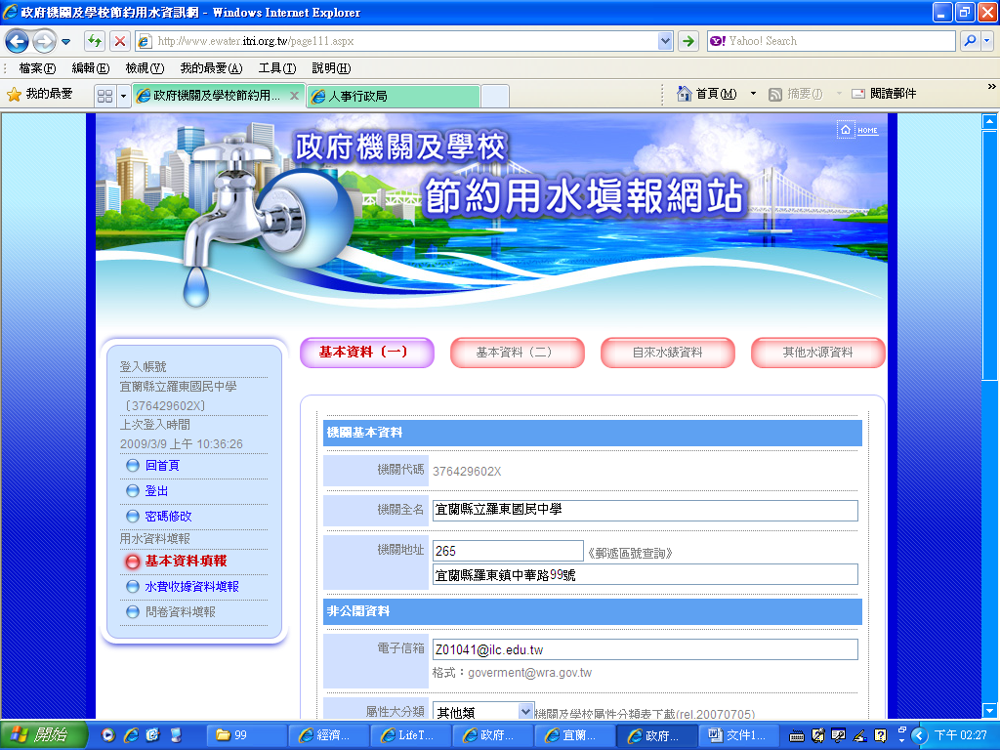 政府機關及學校節約用水資訊網 - Windows Internet Explorer
http://www.ewater.itri.org.tw/page111.aspx
Yahoo! Search
檔案(F) 編輯(E) 檢視(V) 我的最愛(A) 工具(T) 說明(H)
我的最愛 政府機關及學校節約用... 人事行政局 首頁(M) 摘要(J) 閱讀郵件 »
HOME
政府機關及學校
節約用水填報網站
基本資料（一） 基本資料（二） 自來水錶資料 其他水源資料
登入帳號
宜蘭縣立羅東國民中學
〔376429602X〕
上次登入時間
2009/3/9 上午 10:36:26
回首頁
登出
密碼修改
用水資料填報
基本資料填報
水費收據資料填報
問卷資料填報
機關基本資料
機關代碼 376429602X
機關全名 宜蘭縣立羅東國民中學
機關地址 265 《郵遞區號查詢》
宜蘭縣羅東鎮中華路99號
非公開資料
電子信箱 Z01041@ilc.edu.tw
格式：goverment@wra.gov.tw
屬性大分類 其他類 機關及學校屬性分類表下載(rel.20070705)
開始 99 經濟... LifeT... 政府... 宜蘭... 政府... 文件1... 下午 02:27